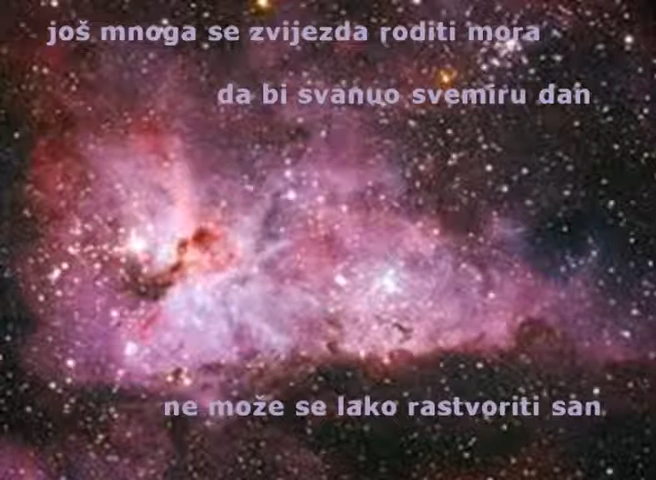 još mnoga se zvijezda roditi mora
da bi svanuo svemiru dan
ne može se lako rastvoriti san